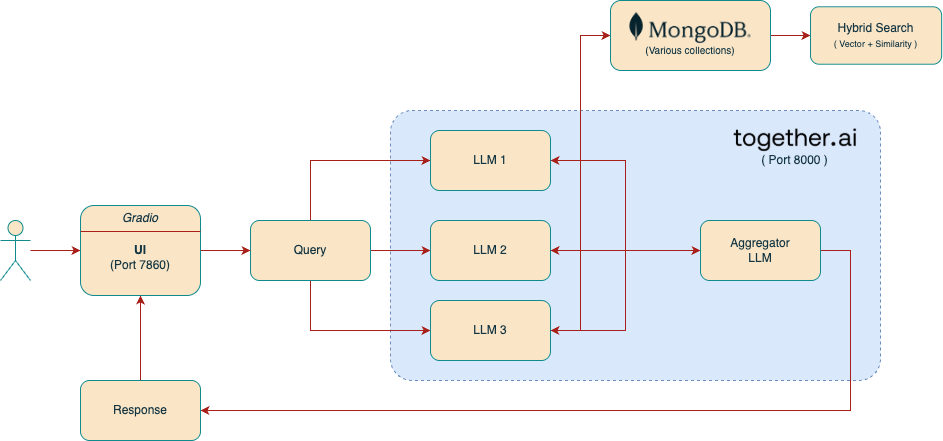 MongoDB.
(Various collections)
Hybrid Search
( Vector + Similarity )
together.ai
( Port 8000 )
LLM 1
Gradio
UI
(Port 7860)
Query
LLM 2
Aggregator
LLM
LLM 3
Response